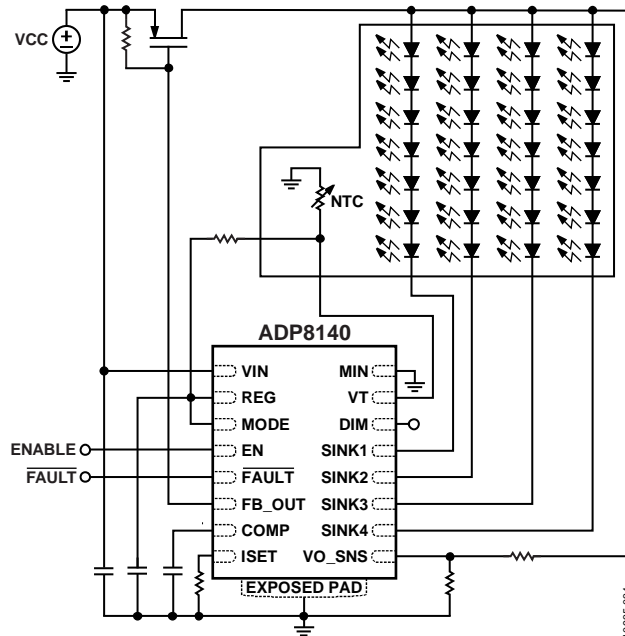 VCC
NTC
ADP8140
VIN
REG
MODE
EN
FAULT
FB_OUT
COMP
ISET
MIN
VT
DIM
SINK1
SINK2
SINK3
SINK4
VO_SNS
EXPOSED PAD
ENABLE
FAULT